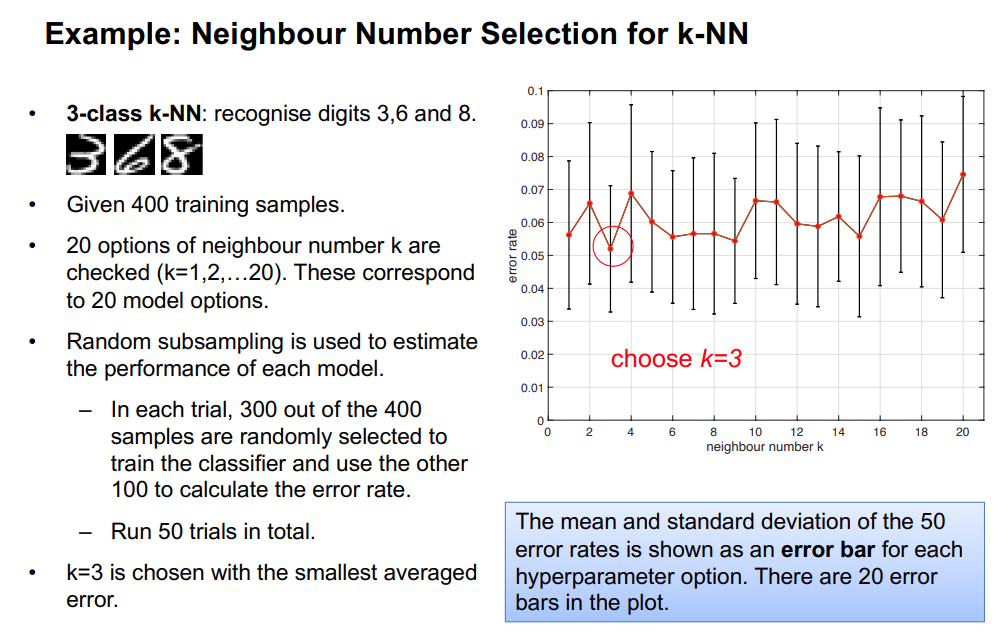 Example: Neighbour Number Selection for k-NN
• 3-class k-NN: recognise digits 3,6 and 8.
3 6 8
• Given 400 training samples.
• 20 options of neighbour number k are
checked (k=1,2,…20). These correspond
to 20 model options.
• Random subsampling is used to estimate
the performance of each model.
– In each trial, 300 out of the 400
samples are randomly selected to
train the classifier and use the other
100 to calculate the error rate.
– Run 50 trials in total.
• k=3 is chosen with the smallest averaged
error.
0.1
0.09
0.08
0.07
0.06
0.05
0.04
0.03
0.02
0.01
0
error rate
choose k=3
0 2 4 6 8 10 12 14 16 18 20
neighbour number k
The mean and standard deviation of the 50
error rates is shown as an error bar for each
hyperparameter option. There are 20 error
bars in the plot.